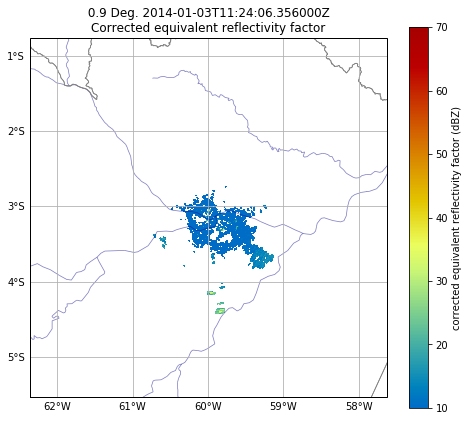 0.9 Deg. 2014-01-03T11:24:06.356000Z
Corrected equivalent reflectivity factor
1°S
2°S
3°S
4°S
5°S
62°W 61°W 60°W 59°W 58°W
70
60
50
40
30
20
10
corrected equivalent reflectivity factor (dBZ)